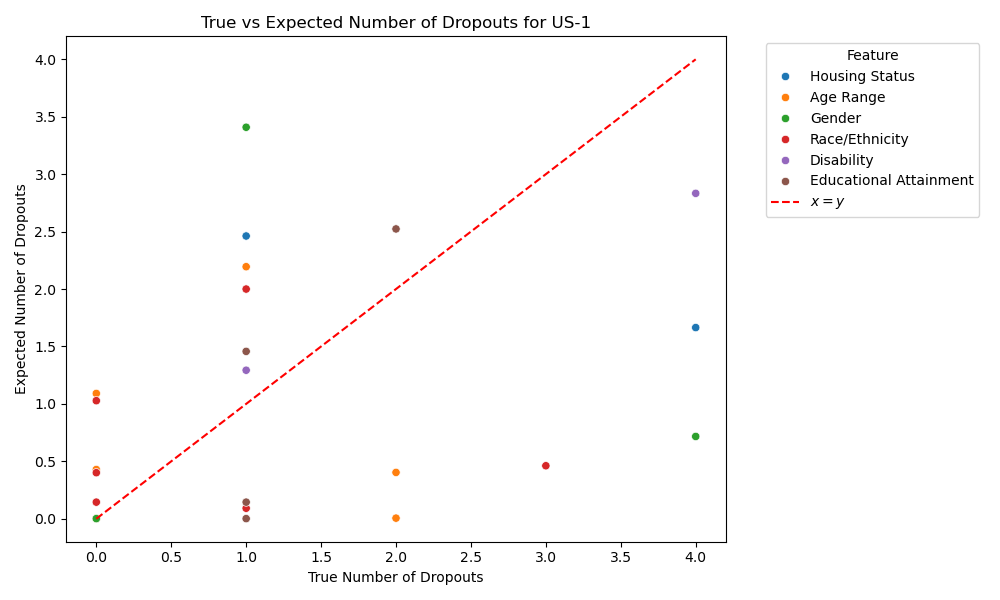 True vs Expected Number of Dropouts for US-1
Feature
Housing Status
Age Range
Gender
Race/Ethnicity
Disability
Educational Attainment
x = y
Expected Number of Dropouts
4.0
3.5
3.0
2.5
2.0
1.5
1.0
0.5
0.0
0.0 0.5 1.0 1.5 2.0 2.5 3.0 3.5 4.0
True Number of Dropouts